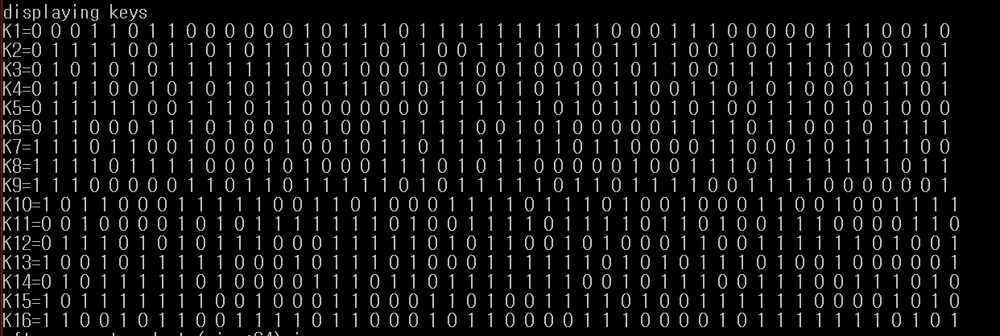 displaying keys
K1=0 0 0 1 1 0 1 1 0 0 0 0 0 0 1 0 1 1 1 0 1 1 1 1 1 1 1 1 1 1 0 0 0 1 1 1 0 0 0 0 0 1 1 1 0 0 1 0
K2=0 1 1 1 1 0 0 1 1 0 1 0 1 1 1 0 1 1 0 1 1 0 0 1 1 1 0 1 1 0 1 1 1 1 0 0 1 0 0 1 1 1 1 0 0 1 0 1
K3=0 1 0 1 0 1 0 1 1 1 1 1 1 1 0 0 1 0 0 0 1 0 1 0 0 1 0 0 0 0 1 0 1 1 0 0 1 1 1 1 1 0 0 1 1 0 0 1
K4=0 1 1 1 0 0 1 0 1 0 1 0 1 1 0 1 1 1 0 1 0 1 1 0 1 1 0 1 1 0 1 1 0 0 1 1 0 1 0 1 0 0 0 1 1 1 0 1
K5=0 1 1 1 1 1 0 0 1 1 1 0 1 1 0 0 0 0 0 0 0 1 1 1 1 1 1 0 1 0 1 1 0 1 0 1 0 0 1 1 1 0 1 0 1 0 0 0
K6=0 1 1 0 0 0 1 1 1 0 1 0 0 1 0 1 0 0 1 1 1 1 1 0 0 1 0 1 0 0 0 0 0 1 1 1 1 0 1 1 0 0 1 0 1 1 1 1
K7=1 1 1 0 1 1 0 0 1 0 0 0 0 1 0 0 1 0 1 1 0 1 1 1 1 1 1 1 0 1 1 0 0 0 0 1 1 0 0 0 1 0 1 1 1 1 0 0
K8=1 1 1 1 0 1 1 1 1 0 0 0 1 0 1 0 0 0 1 1 1 0 1 0 1 1 0 0 0 0 0 1 0 0 1 1 1 0 1 1 1 1 1 1 1 0 1 1
K9=1 1 1 0 0 0 0 0 1 1 0 1 1 0 1 1 1 1 1 0 1 0 1 1 1 1 1 0 1 1 0 1 1 1 1 0 0 1 1 1 1 0 0 0 0 0 0 1
K10=1 0 1 1 0 0 0 1 1 1 1 1 0 0 1 1 0 1 0 0 0 1 1 1 1 0 1 1 1 0 1 0 0 1 0 0 0 1 1 0 0 1 0 0 1 1 1 1
K11=0 0 1 0 0 0 0 1 0 1 0 1 1 1 1 1 1 1 0 1 0 0 1 1 1 1 0 1 1 1 1 0 1 1 0 1 0 0 1 1 1 0 0 0 0 1 1 0
K12=0 1 1 1 0 1 0 1 0 1 1 1 0 0 0 1 1 1 1 1 0 1 0 1 1 0 0 1 0 1 0 0 0 1 1 0 0 1 1 1 1 1 1 0 1 0 0 1
K13=1 0 0 1 0 1 1 1 1 1 0 0 0 1 0 1 1 1 0 1 0 0 0 1 1 1 1 1 1 0 1 0 1 0 1 1 1 0 1 0 0 1 0 0 0 0 0 1
K14=0 1 0 1 1 1 1 1 0 1 0 0 0 0 1 1 1 0 1 1 0 1 1 1 1 1 1 1 0 0 1 0 1 1 1 0 0 1 1 1 0 0 1 1 1 0 1 0
K15=1 0 1 1 1 1 1 1 1 0 0 1 0 0 0 1 1 0 0 0 1 1 0 1 0 0 1 1 1 1 0 1 0 0 1 1 1 1 1 1 0 0 0 0 1 0 1 0
K16=1 1 0 0 1 0 1 1 0 0 1 1 1 1 0 1 1 0 0 0 1 0 1 1 0 0 0 0 1 1 1 0 0 0 0 1 0 1 1 1 1 1 1 1 0 1 0 1